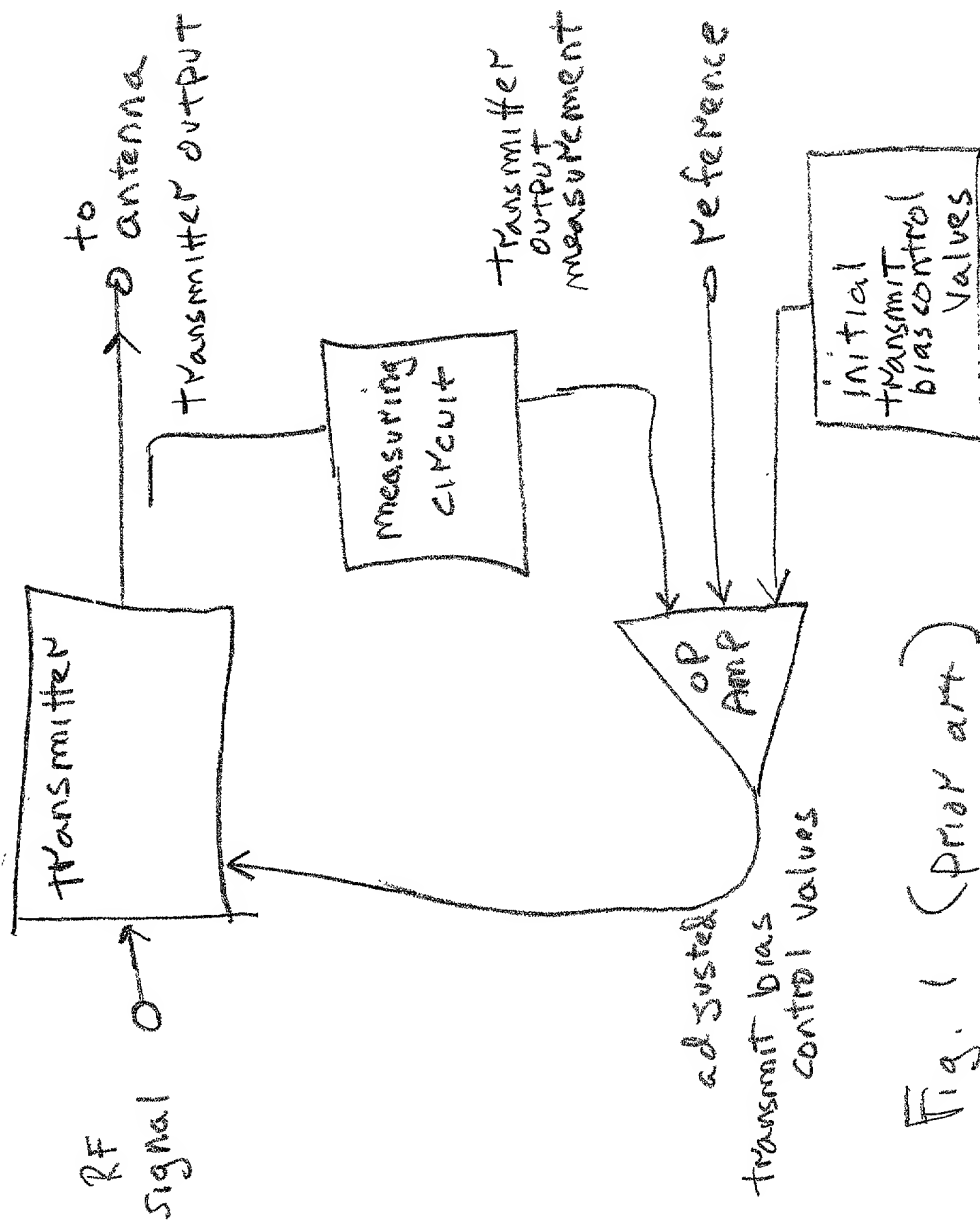 RF
signal
transmitter
to
antenna
transmitter output
measuring
circuit
transmitter
output
measurement
reference
OP
AMP
initial
transmit
bias control
values
adjusted
transmit bias
control values
Fig. 1 (prior art)